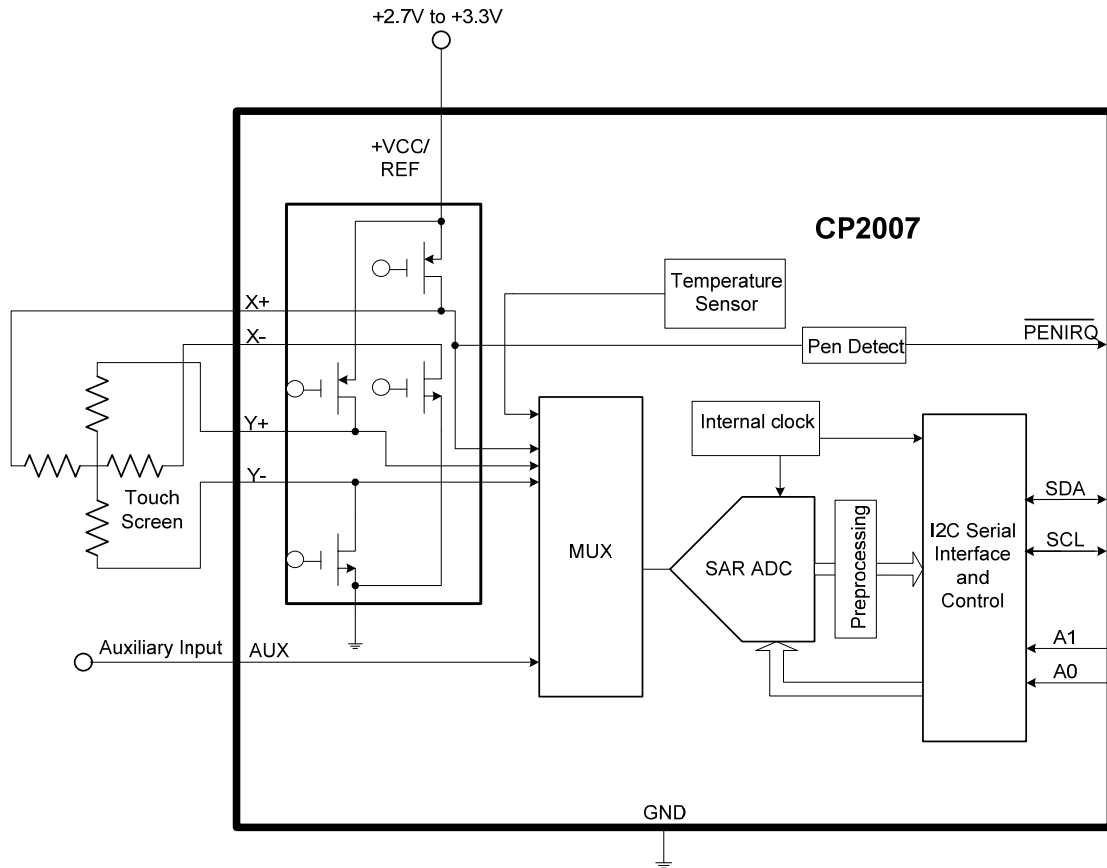 +2.7V to +3.3V
+VCC/
REF
CP2007
Temperature
Sensor
X+
PENIRQ
X-
Pen Detect
Y+
Internal clock
Y-
Touch
Screen
SDA
I2C Serial
Interface
and
Control
MUX
SAR ADC
Preprocessing
SCL
Auxiliary Input
AUX
A1
A0
GND